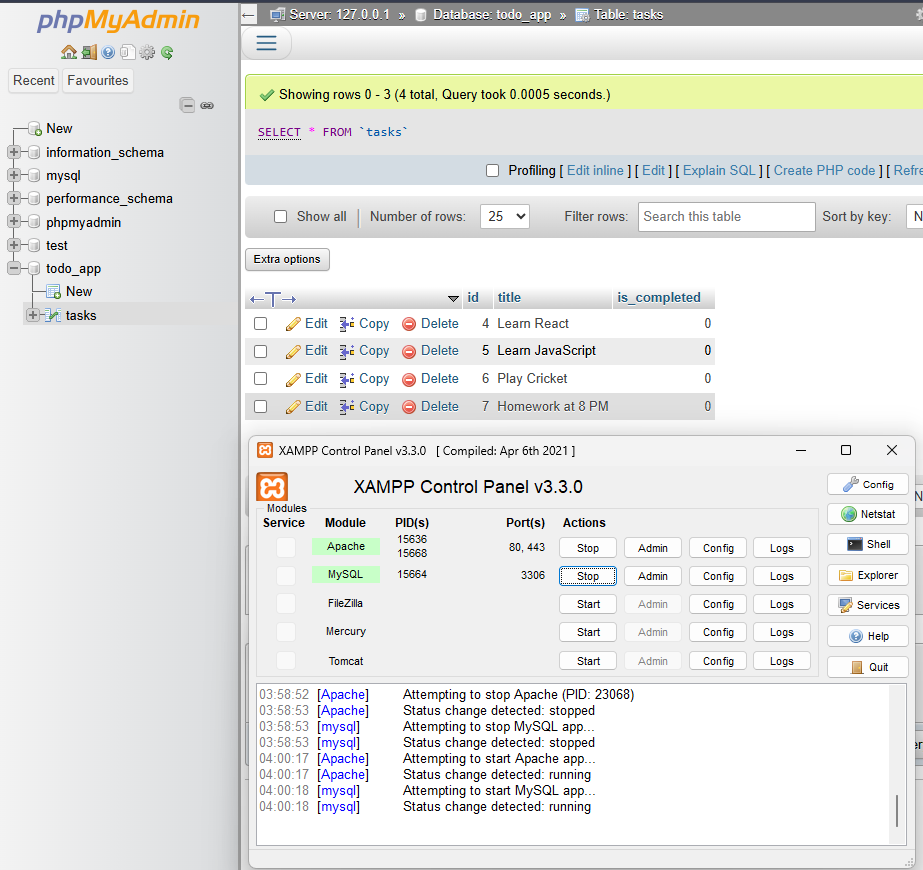 phpMyAdmin
Recent Favourites
New
information_schema
mysql
performance_schema
phpmyadmin
test
todo_app
New
tasks
Server: 127.0.0.1 » Database: todo_app » Table: tasks
Showing rows 0 - 3 (4 total, Query took 0.0005 seconds.)
SELECT * FROM `tasks`
Profiling [ Edit inline ] [ Edit ] [ Explain SQL ] [ Create PHP code ] [ Refre
Show all Number of rows: 25 Filter rows: Search this table Sort by key: N
Extra options
id title is_completed
Edit Copy Delete 4 Learn React 0
Edit Copy Delete 5 Learn JavaScript 0
Edit Copy Delete 6 Play Cricket 0
Edit Copy Delete 7 Homework at 8 PM 0
XAMPP Control Panel v3.3.0 [ Compiled: Apr 6th 2021 ]
XAMPP Control Panel v3.3.0
Config
Netstat
Shell
Explorer
Services
Help
Quit
Modules
Service Module PID(s) Port(s) Actions
Apache 15636 15668 80, 443 Stop Admin Config Logs
MySQL 15664 3306 Stop Admin Config Logs
FileZilla Start Admin Config Logs
Mercury Start Admin Config Logs
Tomcat Start Admin Config Logs
03:58:52 [Apache] Attempting to stop Apache (PID: 23068)
03:58:53 [Apache] Status change detected: stopped
03:58:53 [mysql] Attempting to stop MySQL app...
03:58:53 [mysql] Status change detected: stopped
04:00:17 [Apache] Attempting to start Apache app...
04:00:17 [Apache] Status change detected: running
04:00:18 [mysql] Attempting to start MySQL app...
04:00:18 [mysql] Status change detected: running